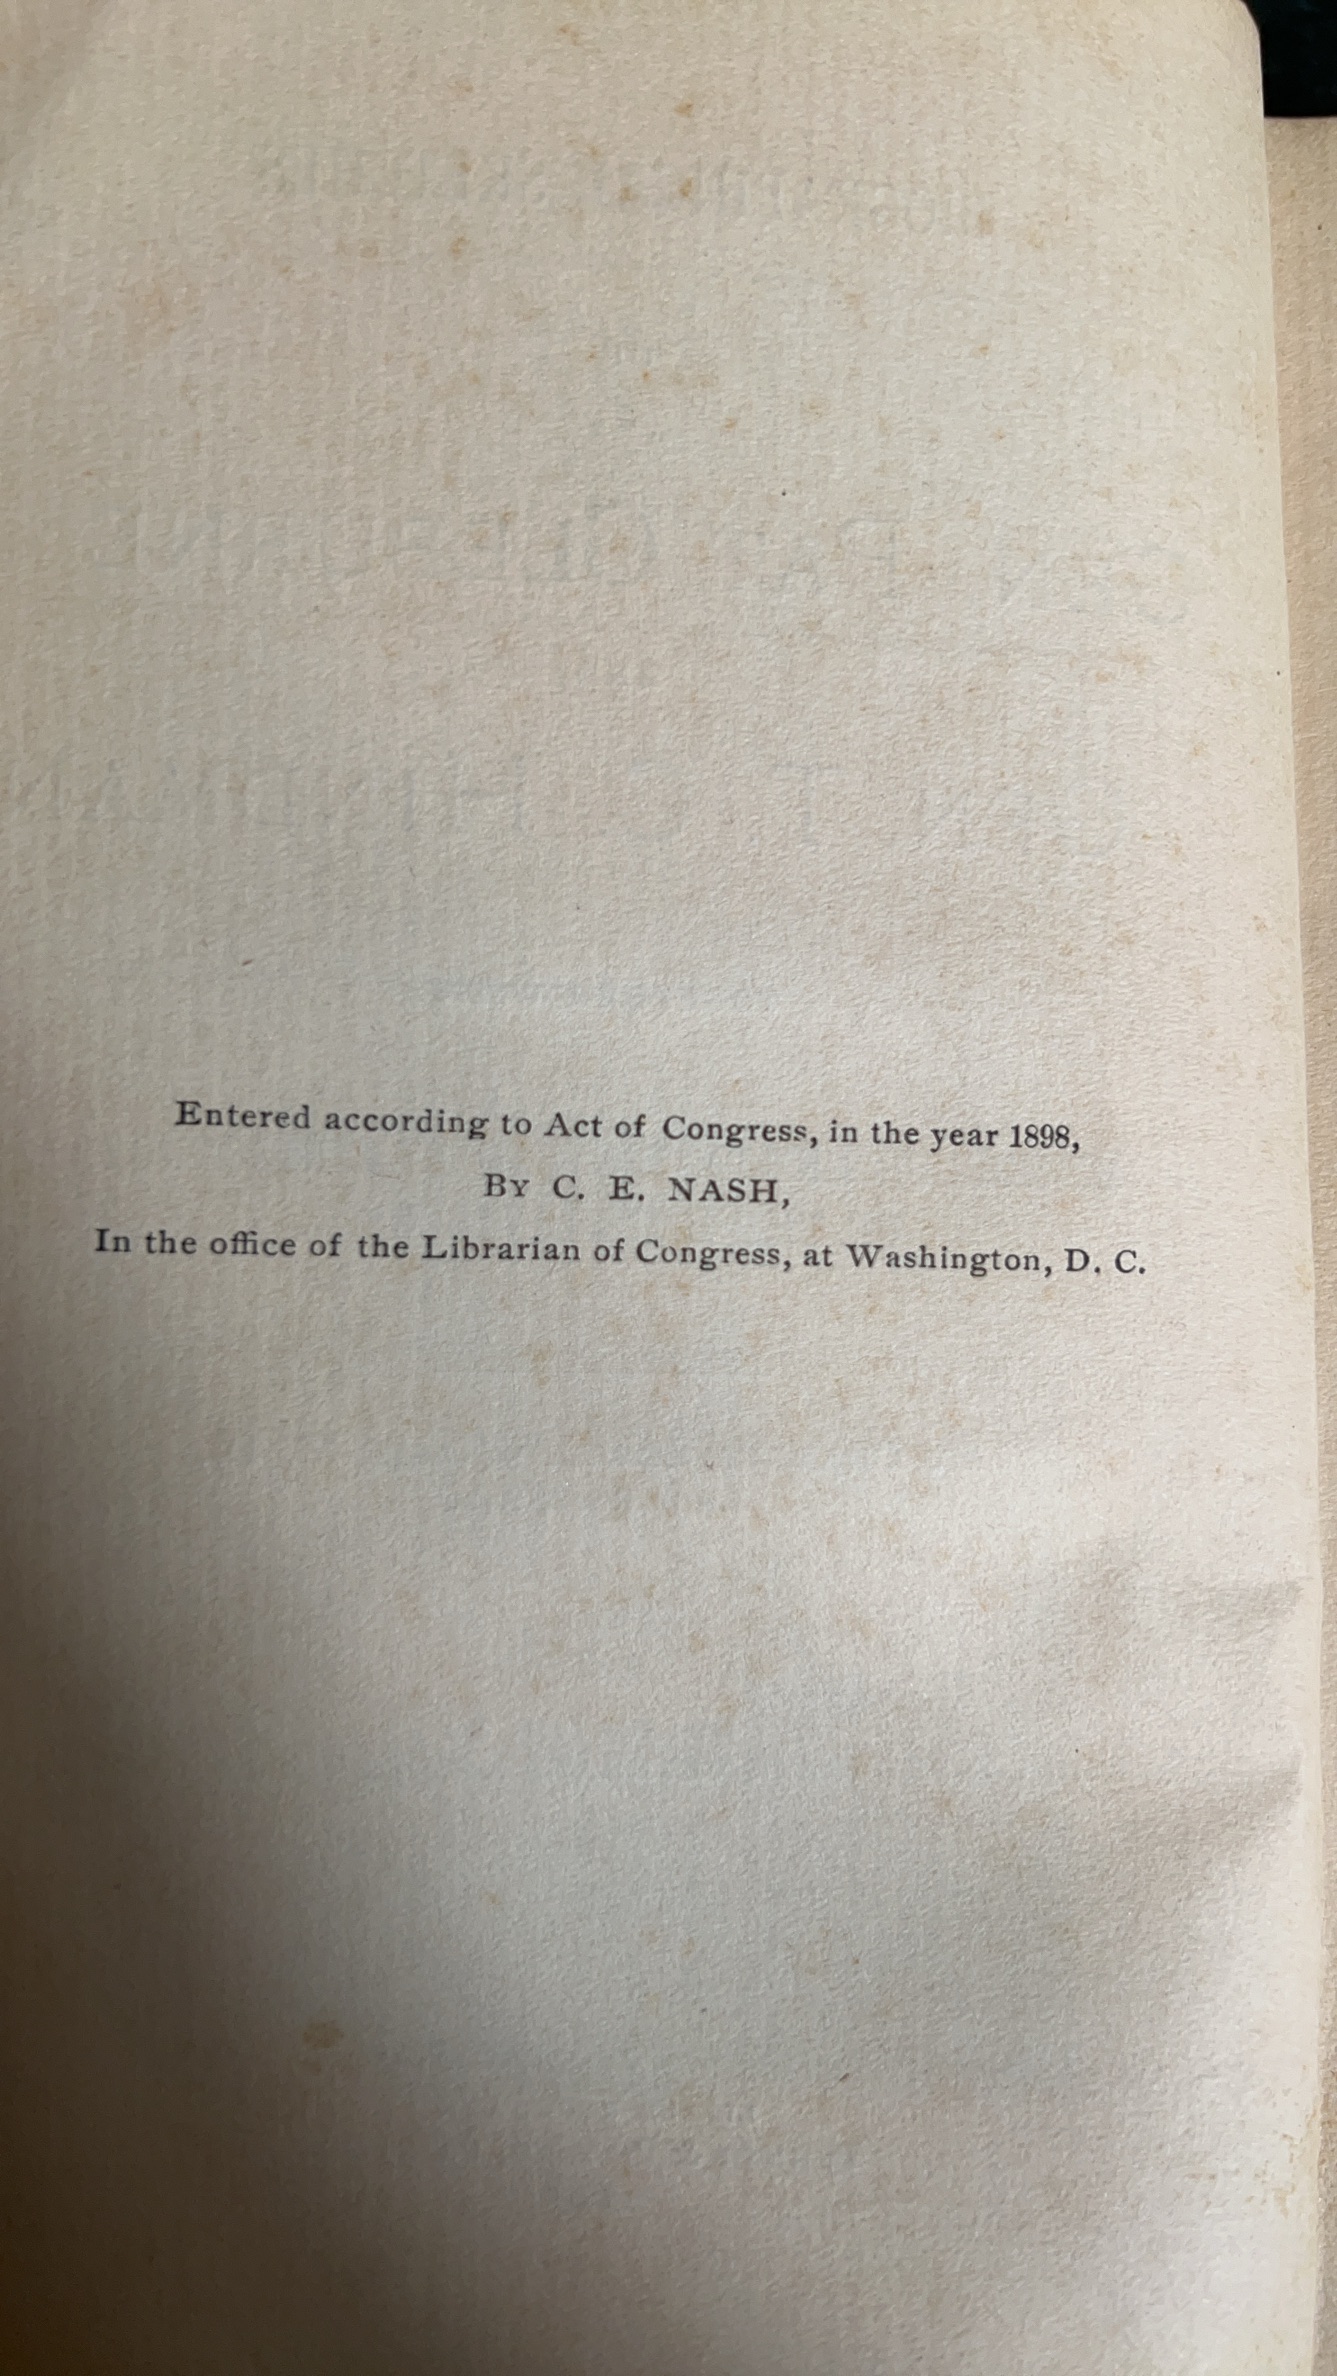 Entered according to Act of Congress, in the year 1898,
By C. E. NASH,
In the office of the Librarian of Congress, at Washington, D. C.